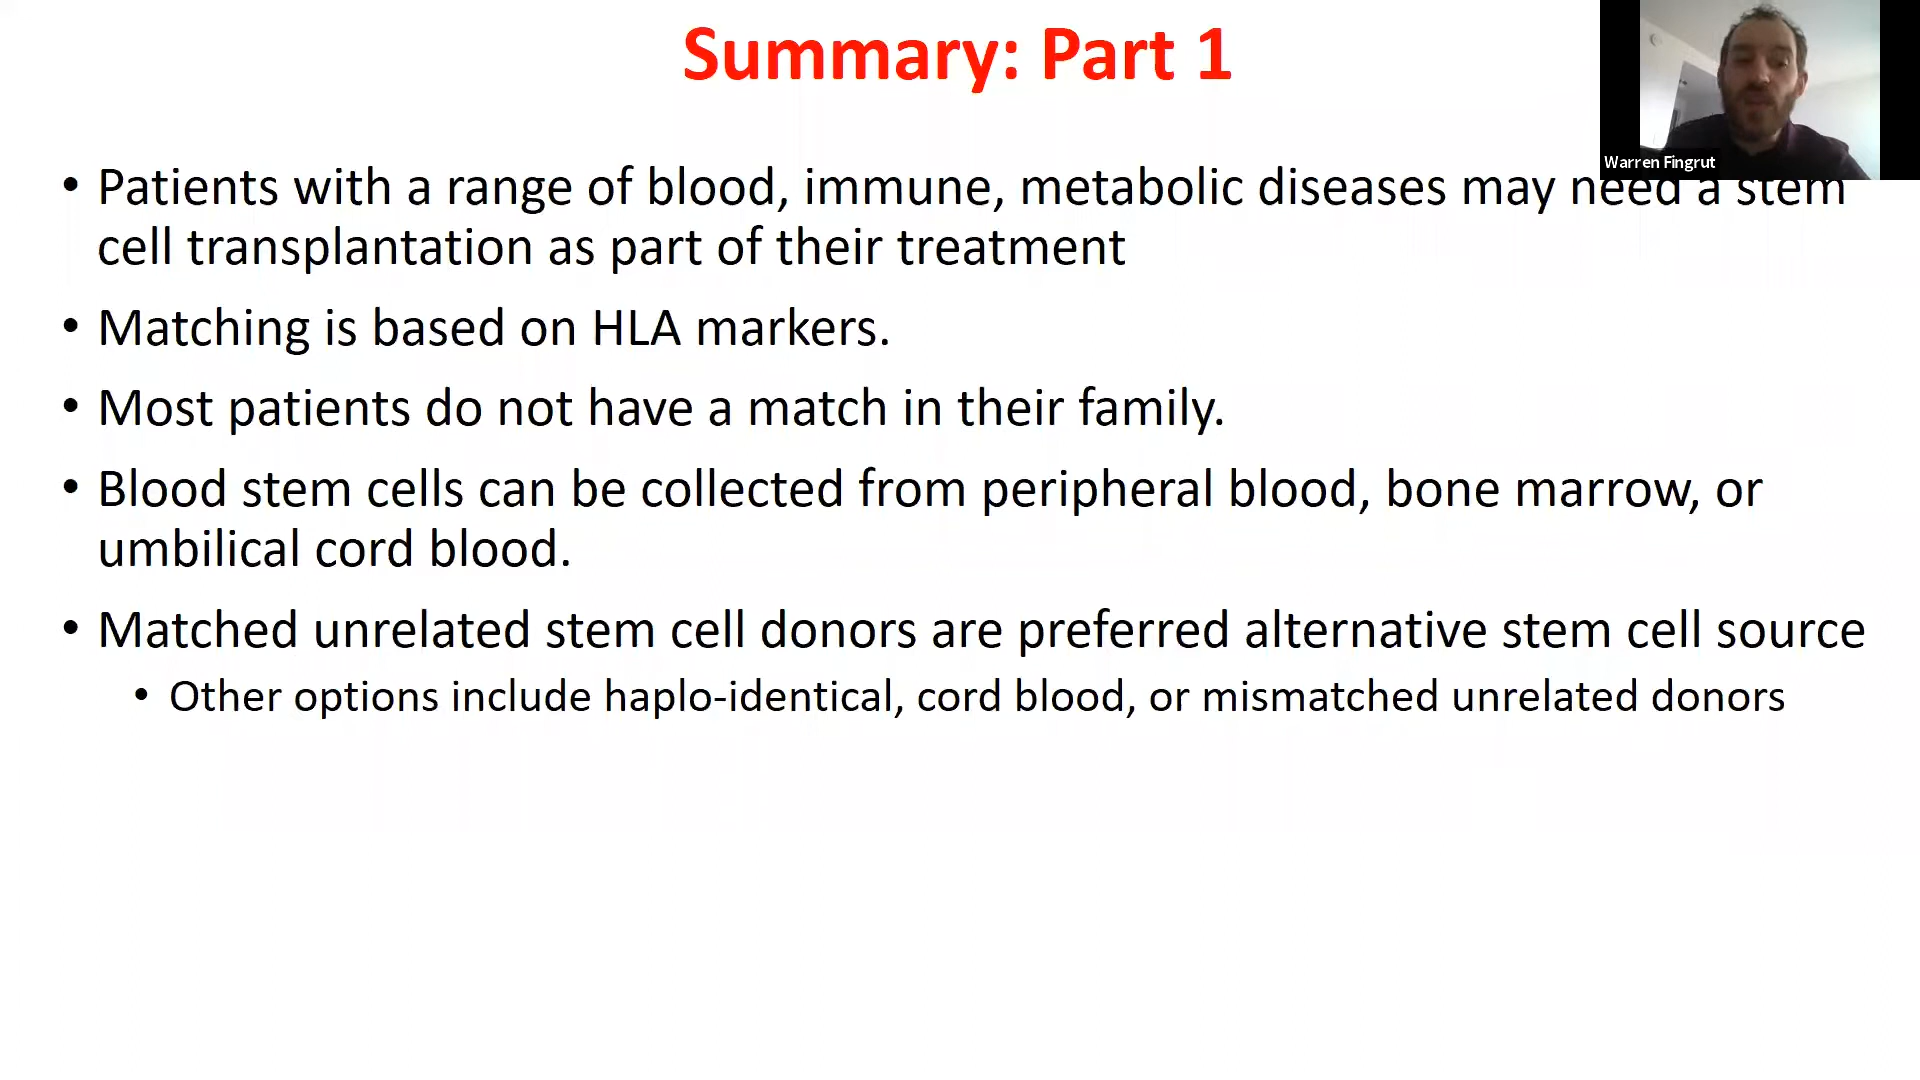 Summary: Part 1
Warren Fingrut
• Patients with a range of blood, immune, metabolic diseases may need a stem
cell transplantation as part of their treatment
• Matching is based on HLA markers.
• Most patients do not have a match in their family.
• Blood stem cells can be collected from peripheral blood, bone marrow, or
umbilical cord blood.
• Matched unrelated stem cell donors are preferred alternative stem cell source
• Other options include haplo-identical, cord blood, or mismatched unrelated donors